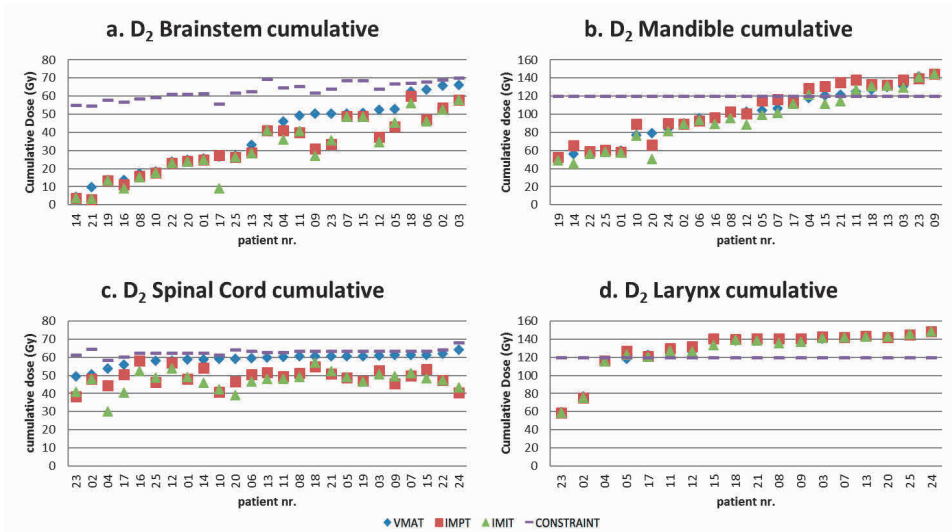 a. D2 Brainstem cumulative
Cumulative Dose (Gy)
80
70
60
50
40
30
20
10
0
14 21 19 16 08 10 22 20 01 17 25 02 13 24 04 11 09 23 07 15 12 05 18 06 02 03
patient nr.
b. D2 Mandible cumulative
Cumulative Dose (Gy)
160
140
120
100
80
60
40
20
0
19 14 22 25 01 10 20 24 02 06 16 08 12 05 07 17 04 15 21 11 18 13 03 23 09
patient nr.
c. D2 Spinal Cord cumulative
cumulative dose (Gy)
80
70
60
50
40
30
20
10
0
23 02 04 17 16 25 12 01 14 10 20 06 13 11 08 18 21 05 19 03 09 07 15 22 24
patient nr.
d. D2 Larynx cumulative
Cumulative Dose (Gy)
160
140
120
100
80
60
40
20
0
23 02 04 05 17 11 12 15 18 21 08 09 03 07 13 20 25 24
patient nr.
VMAT IMPT IMIT CONSTRAINT